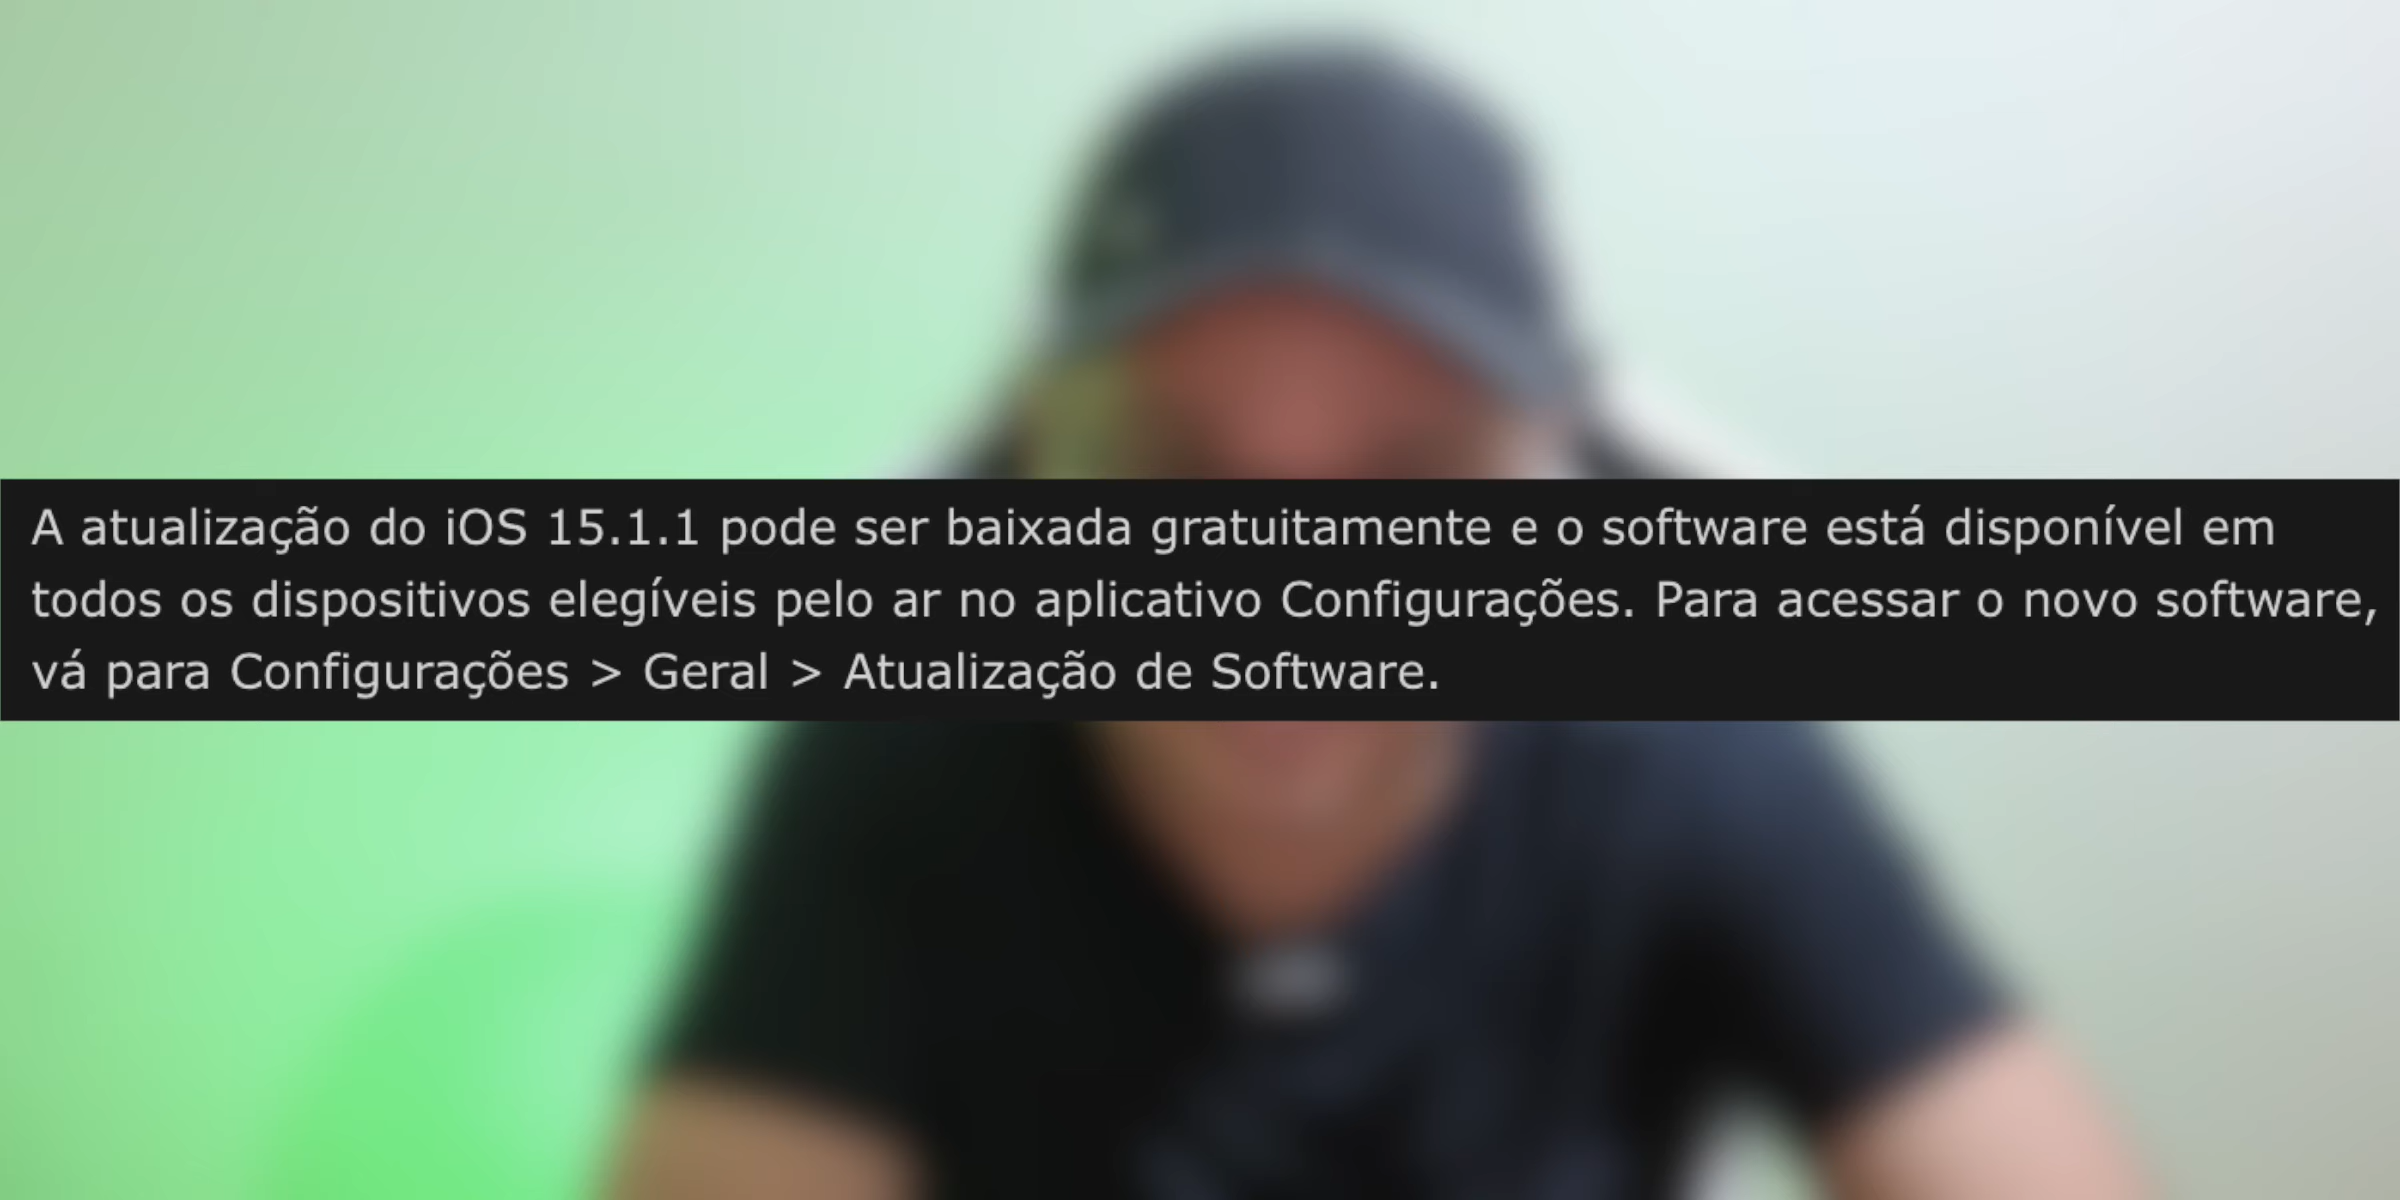 A atualização do iOS 15.1.1 pode ser baixada gratuitamente e o software está disponível em
todos os dispositivos elegíveis pelo ar no aplicativo Configurações. Para acessar o novo software,
vá para Configurações > Geral > Atualização de Software.